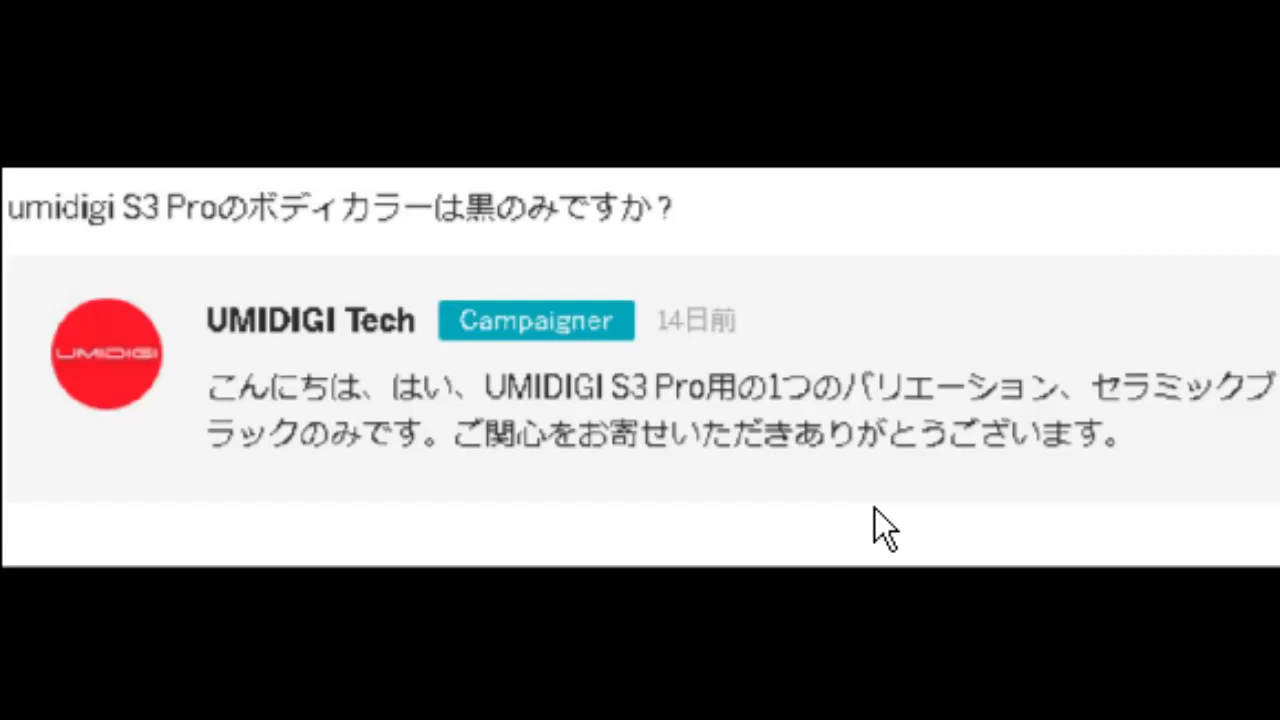 umidigi S3 Proのボディカラーは黒のみですか？
UMIDIGI
UMIDIGI Tech Campaigner 14日前
こんにちは、はい、UMIDIGI S3 Pro用の1つのバリエーション、セラミックブ
ラックのみです。ご関心をお寄せいただきありがとうございます。